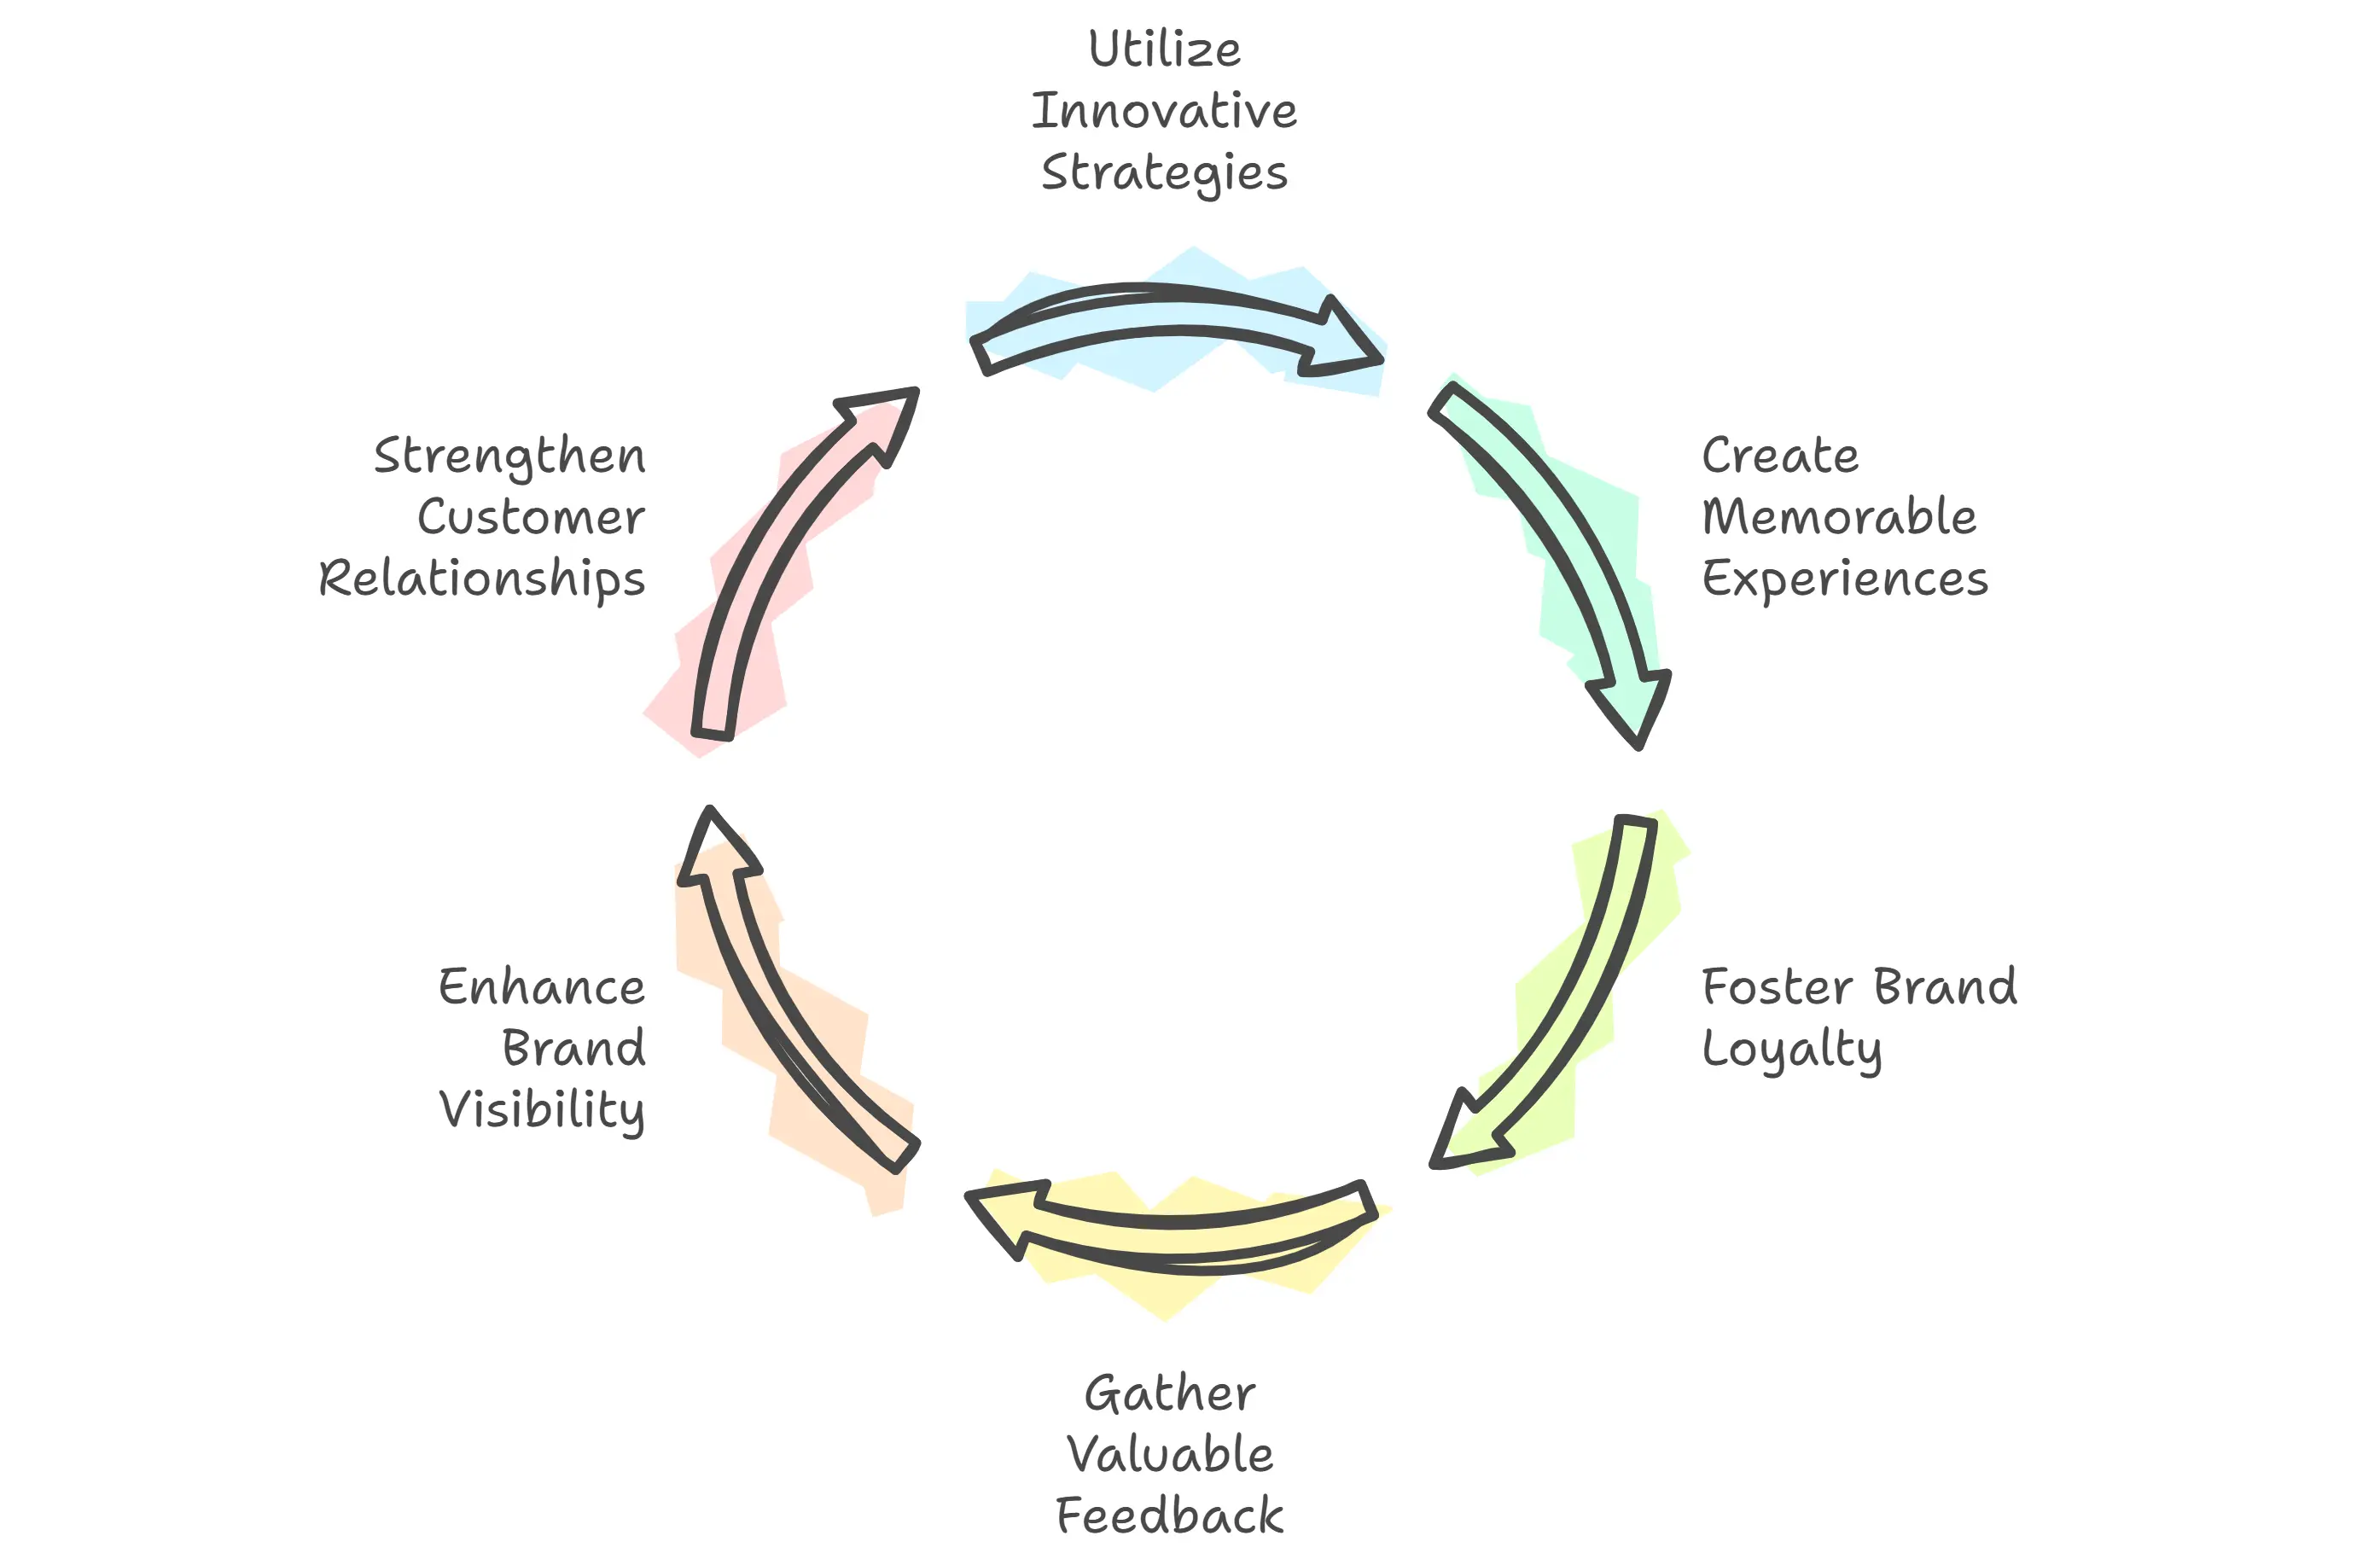 Utilize
Innovative
Strategies
Create
Memorable
Experiences
Foster Brand
Loyalty
Gather
Valuable
Feedback
Enhance
Brand
Visibility
Strengthen
Customer
Relationships